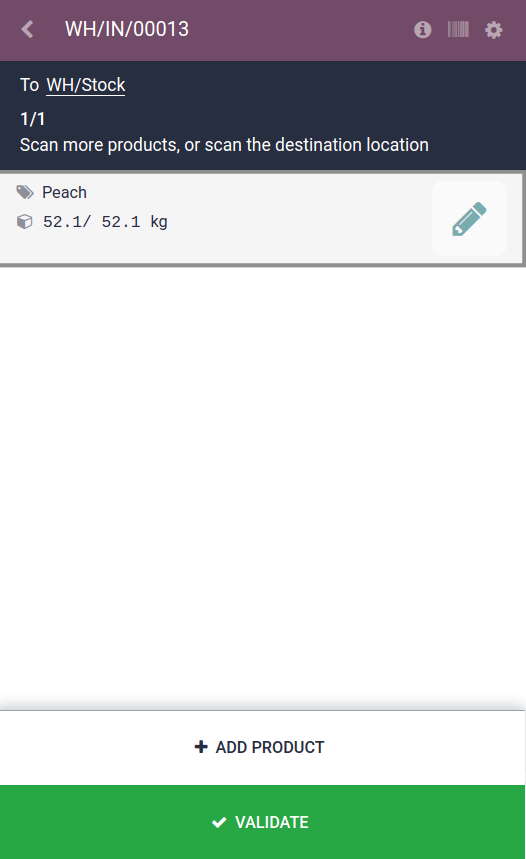 WH/IN/00013
To WH/Stock
1/1
Scan more products, or scan the destination location
Peach
52.1/ 52.1 kg
ADD PRODUCT
VALIDATE